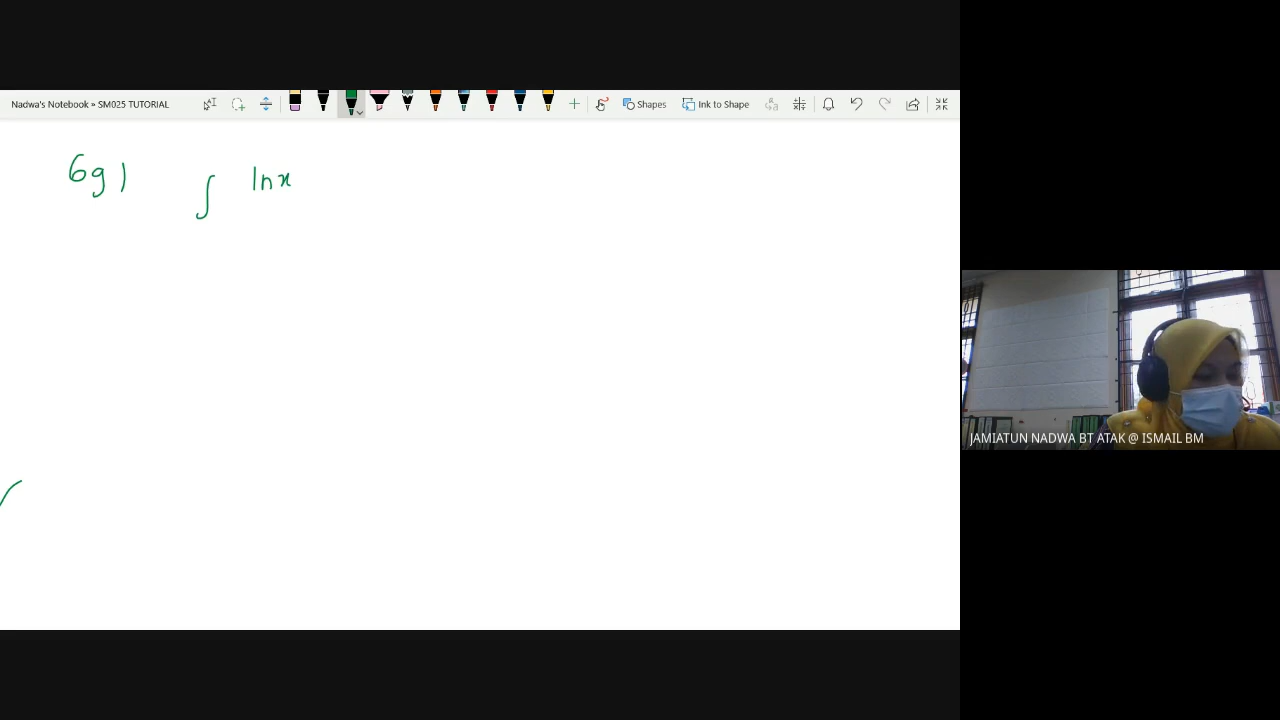 Nadwa's Notebook » SM025 TUTORIAL
Shapes
Ink to Shape
6g) ∫ ln x
JAMIATUN NADWA BT ATAK @ ISMAIL BM